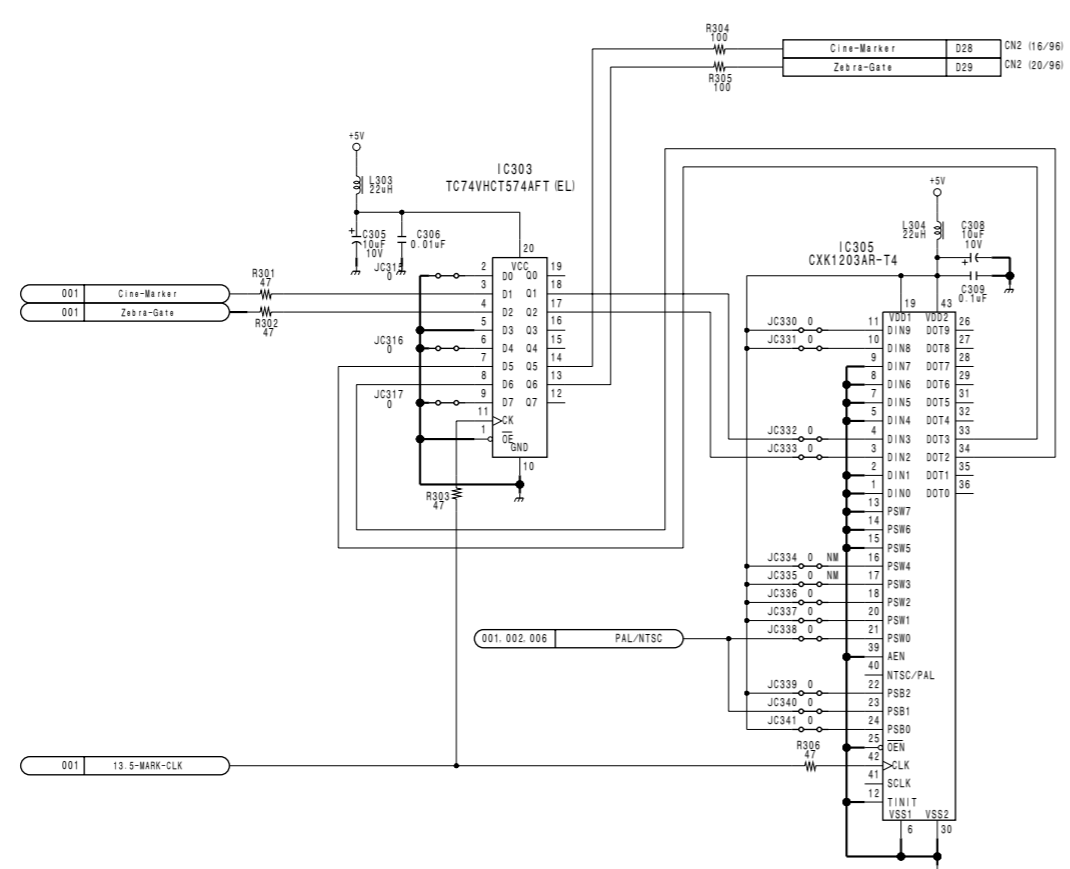 R304
100
Cine-Marker D28 CN2 (16/96)
Zebra-Gate D29 CN2 (20/96)
R305
100
+5V
L303
22uH
IC303
TC74VHCT574AFT(EL)
C305
10uF
10V
C306
0.01uF
20
VCC
2 D0 Q0 19
3 D1 Q1 18
4 D2 Q2 17
5 D3 Q3 16
6 D4 Q4 15
7 D5 Q5 14
8 D6 Q6 13
9 D7 Q7 12
11 CK
1 OE
GND
10
0
JC316
0
JC317
0
R301
47
001 Cine-Marker
001 Zebra-Gate
R302
47
R303
47
+5V
L304
22uH
C308
10uF
10V
C309
0.1uF
IC305
CXK1203AR-T4
19 43
VDD1 VDD2
JC330 0 11 DIN9 DOT9 26
JC331 0 10 DIN8 DOT8 27
9 DIN7 DOT7 28
8 DIN6 DOT6 29
7 DIN5 DOT5 31
5 DIN4 DOT4 32
JC332 0 4 DIN3 DOT3 33
JC333 0 3 DIN2 DOT2 34
2 DIN1 DOT1 35
1 DIN0 DOT0 36
13 PSW7
14 PSW6
15 PSW5
JC334 0 NM 16 PSW4
JC335 0 NM 17 PSW3
JC336 0 18 PSW2
JC337 0 20 PSW1
JC338 0 21 PSW0
001.002.006 PAL/NTSC
39 AEN
40 NTSC/PAL
JC339 0 22 PSB2
JC340 0 23 PSB1
JC341 0 24 PSB0
25 OEN
R306
47
42 CLK
41 SCLK
12 TINIT
VSS1 VSS2
6 30
001 13.5-MARK-CLK